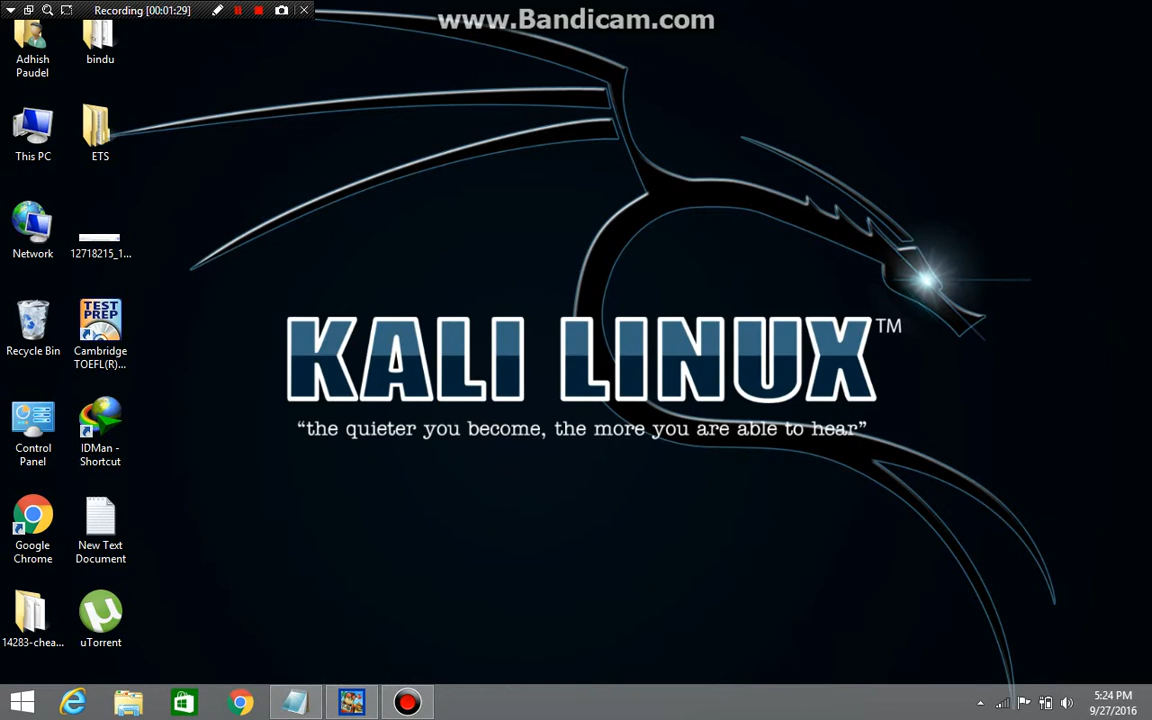 Recording [00:01:29]
www.Bandicam.com
Adhish
Paudel
bindu
This PC
ETS
Network
12718215_1...
Recycle Bin
TEST
PREP
Cambridge
TOEFL(R)...
Control
Panel
IDMan -
Shortcut
Google
Chrome
New Text
Document
14283-chea...
µ
uTorrent
KALI LINUX™
“the quieter you become, the more you are able to hear”
5:24 PM
9/27/2016